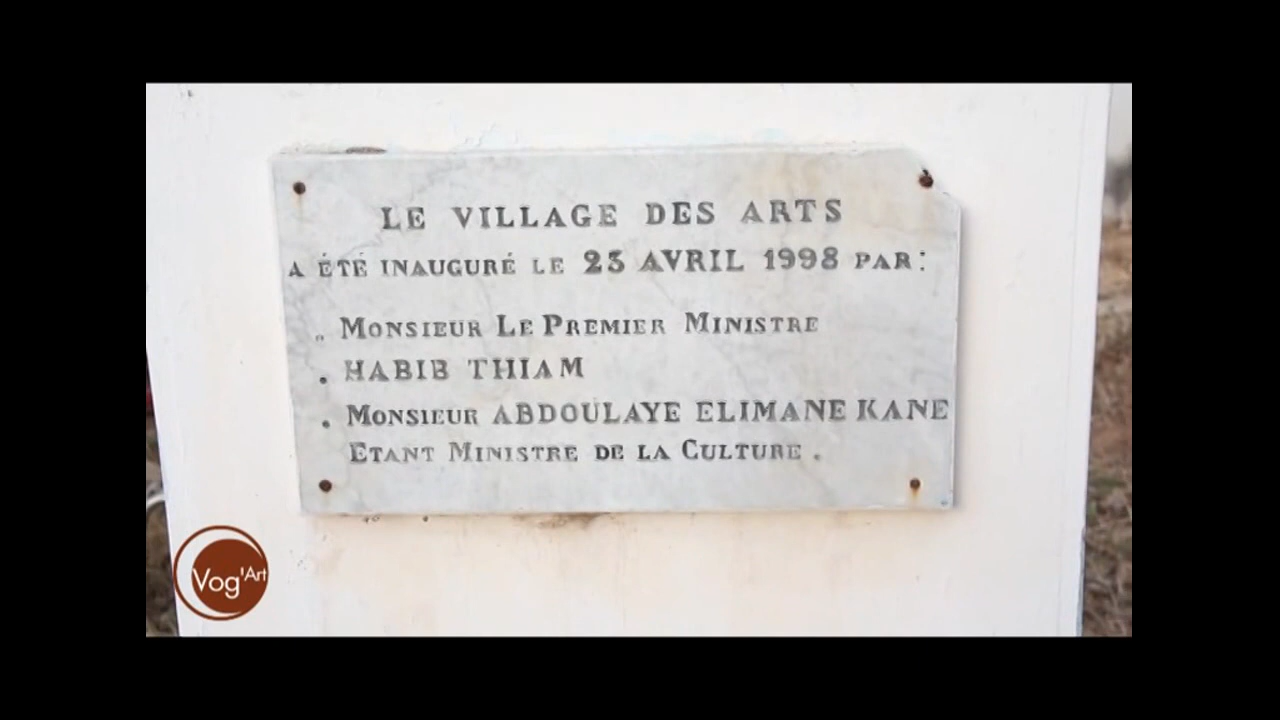 LE VILLAGE DES ARTS
A ÉTÉ INAUGURÉ LE 23 AVRIL 1998 PAR:
. MONSIEUR LE PREMIER MINISTRE
. HABIB THIAM
. MONSIEUR ABDOULAYE ELIMANE KANE
ETANT MINISTRE DE LA CULTURE .
Vog'Art